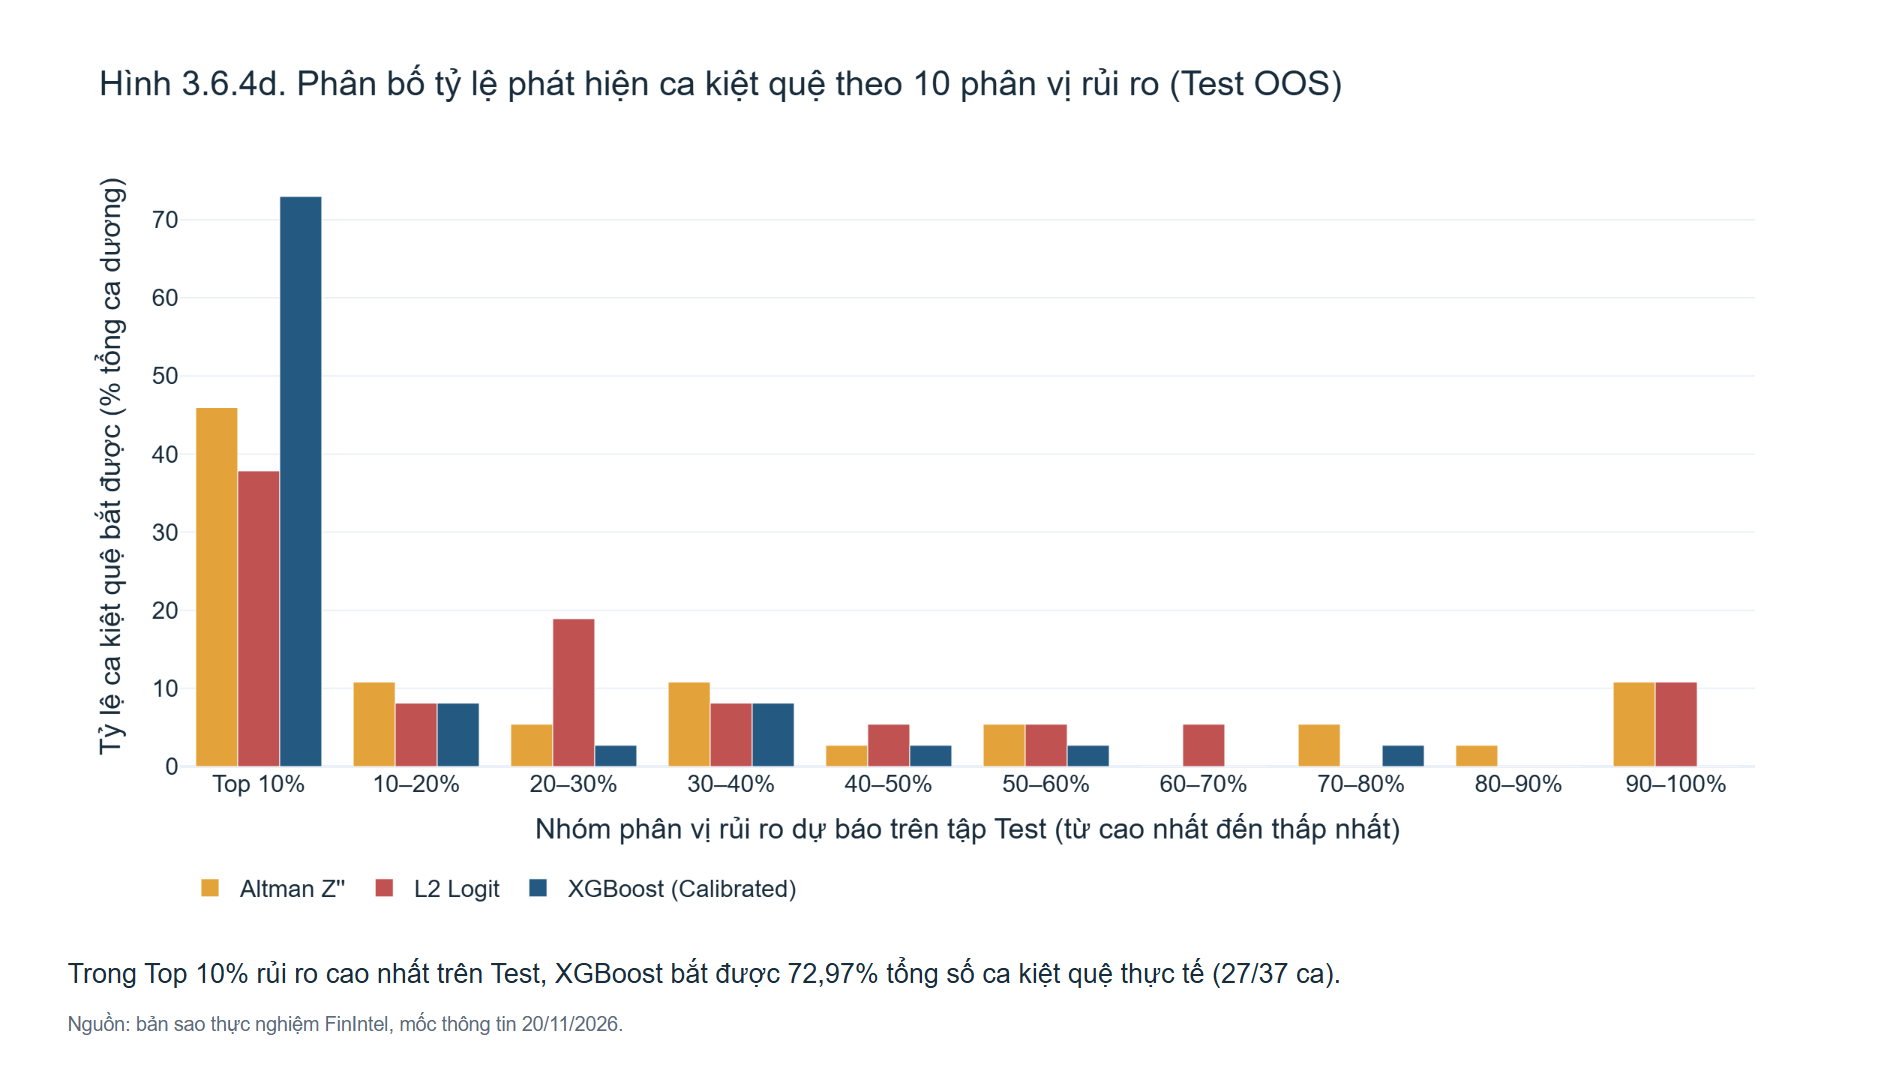 Hình 3.6.4d. Phân bố tỷ lệ phát hiện ca kiệt quệ theo 10 phân vị rủi ro (Test OOS)
Tỷ lệ ca kiệt quệ bắt được (% tổng ca dương)
70
60
50
40
30
20
10
0
Top 10% 10–20% 20–30% 30–40% 40–50% 50–60% 60–70% 70–80% 80–90% 90–100%
Nhóm phân vị rủi ro dự báo trên tập Test (từ cao nhất đến thấp nhất)
Altman Z'' L2 Logit XGBoost (Calibrated)
Trong Top 10% rủi ro cao nhất trên Test, XGBoost bắt được 72,97% tổng số ca kiệt quệ thực tế (27/37 ca).
Nguồn: bản sao thực nghiệm FinIntel, mốc thông tin 20/11/2026.